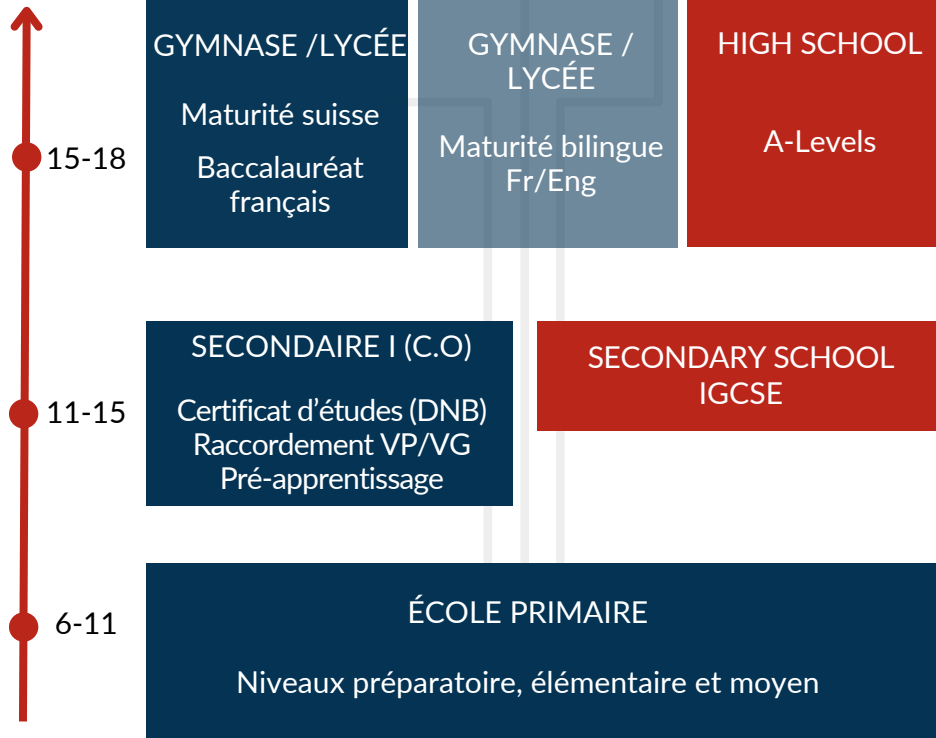 GYMNASE /LYCÉE
Maturité suisse
Baccalauréat
français
GYMNASE /
LYCÉE
Maturité bilingue
Fr/Eng
HIGH SCHOOL
A-Levels
15-18
SECONDAIRE I (C.O)
Certificat d’études (DNB)
Raccordement VP/VG
Pré-apprentissage
SECONDARY SCHOOL
IGCSE
11-15
ÉCOLE PRIMAIRE
Niveaux préparatoire, élémentaire et moyen
6-11